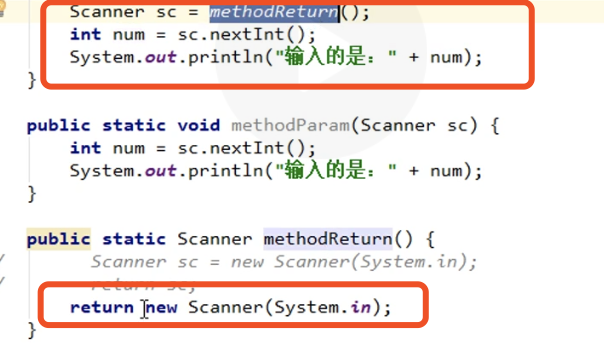 Scanner sc = methodReturn();
int num = sc.nextInt();
System.out.println("输入的是：" + num);
}
public static void methodParam(Scanner sc) {
int num = sc.nextInt();
System.out.println("输入的是：" + num);
}
public static Scanner methodReturn() {
Scanner sc = new Scanner(System.in);
return sc;
return new Scanner(System.in);
}